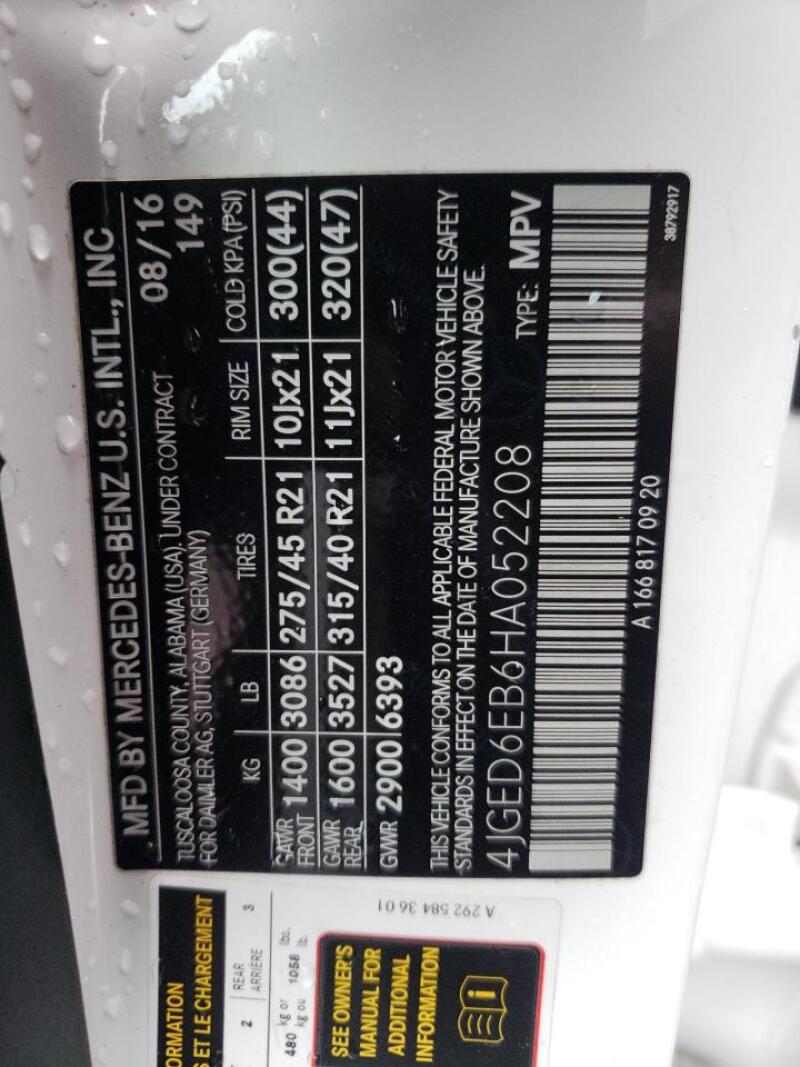 MFD BY MERCEDES-BENZ U.S. INTL., INC
TUSCALOOSA COUNTY, ALABAMA (USA), UNDER CONTRACT 08/16
FOR DAIMLER AG, STUTTGART (GERMANY) 149
KG LB TIRES RIM SIZE COLD KPA (PSI)
GAWR FRONT 1400 3086 275/45 R21 10Jx21 300(44)
GAWR REAR 1600 3527 315/40 R21 11Jx21 320(47)
GVWR 2900 6393
THIS VEHICLE CONFORMS TO ALL APPLICABLE FEDERAL MOTOR VEHICLE SAFETY
STANDARDS IN EFFECT ON THE DATE OF MANUFACTURE SHOWN ABOVE.
4JGED6EB6HA052208 TYPE: MPV
A 166 817 09 20
38792917
ORMATION
S ET LE CHARGEMENT
2 REAR 3
ARRIÈRE
480 kg or 1058 lbs.
kg ou lb.
SEE OWNER'S
MANUAL FOR
ADDITIONAL
INFORMATION
A 292 584 36 01